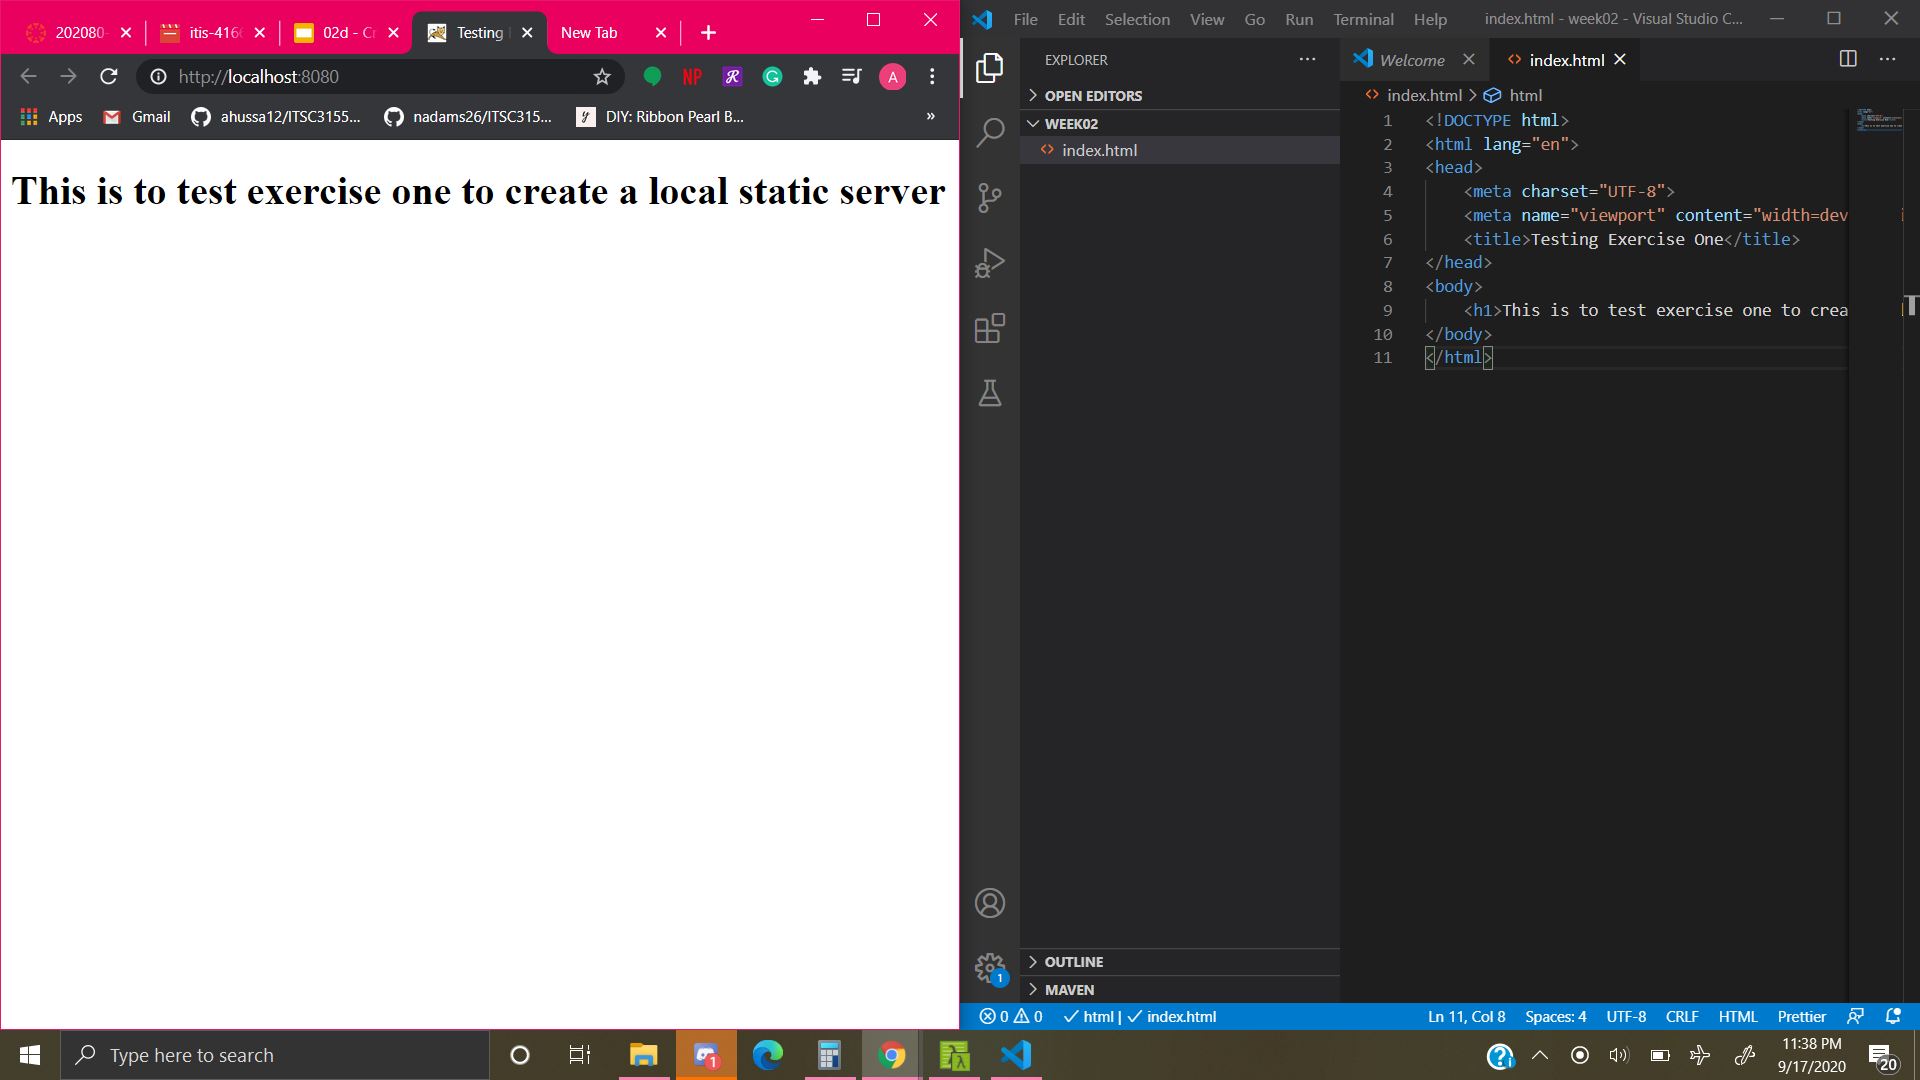 202080-
itis-416
02d - Cr
Testing
New Tab
http://localhost:8080
NP
A
Apps
Gmail
ahussa12/ITSC3155...
nadams26/ITSC315...
y
DIY: Ribbon Pearl B...
»
This is to test exercise one to create a local static server
File Edit Selection View Go Run Terminal Help
index.html - week02 - Visual Studio C...
EXPLORER
OPEN EDITORS
WEEK02
index.html
OUTLINE
MAVEN
1
Welcome
index.html
index.html > html
1 <!DOCTYPE html>
2 <html lang="en">
3 <head>
4 <meta charset="UTF-8">
5 <meta name="viewport" content="width=dev
6 <title>Testing Exercise One</title>
7 </head>
8 <body>
9 <h1>This is to test exercise one to crea
10 </body>
11 </html>
0 0 html | index.html
Ln 11, Col 8 Spaces: 4 UTF-8 CRLF HTML Prettier
Type here to search
1
11:38 PM
9/17/2020
20